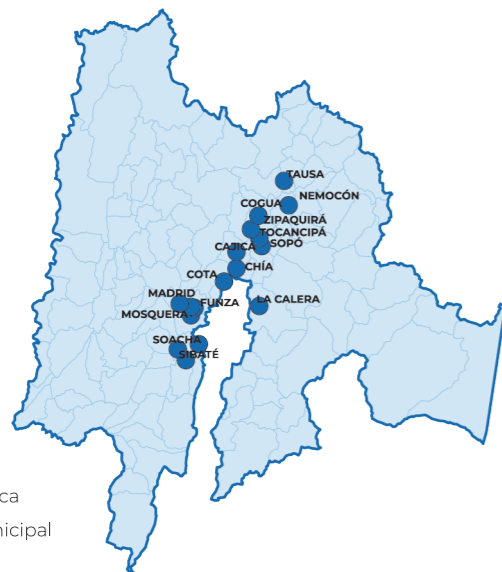 TAUSA
NEMOCÓN
COGUA
ZIPAQUIRÁ
TOCANCIPÁ
SOPÓ
CAJICÁ
CHÍA
COTA
MADRID
FUNZA
LA CALERA
MOSQUERA
SOACHA
SIBATÉ
ca
nicipal